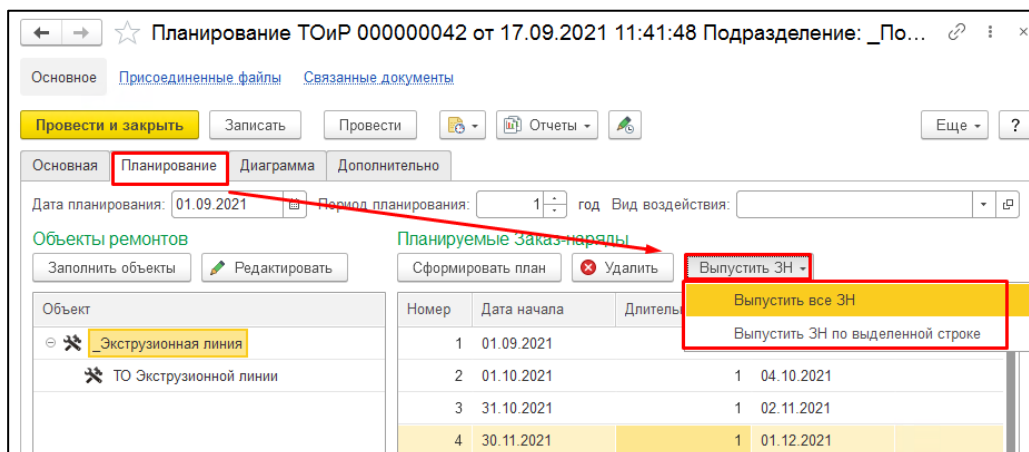 Планирование ТОиР 000000042 от 17.09.2021 11:41:48 Подразделение: _По...
Основное Присоединенные файлы Связанные документы
Провести и закрыть Записать Провести Отчеты Еще ?
Основная Планирование Диаграмма Дополнительно
Дата планирования: 01.09.2021 Период планирования: 1 год Вид воздействия:
Объекты ремонтов Планируемые Заказ-наряды
Заполнить объекты Редактировать Сформировать план Удалить Выпустить ЗН
Объект Номер Дата начала Длитель Выпустить все ЗН
_Экструзионная линия 1 01.09.2021 Выпустить ЗН по выделенной строке
ТО Экструзионной линии 2 01.10.2021 1 04.10.2021
3 31.10.2021 1 02.11.2021
4 30.11.2021 1 01.12.2021